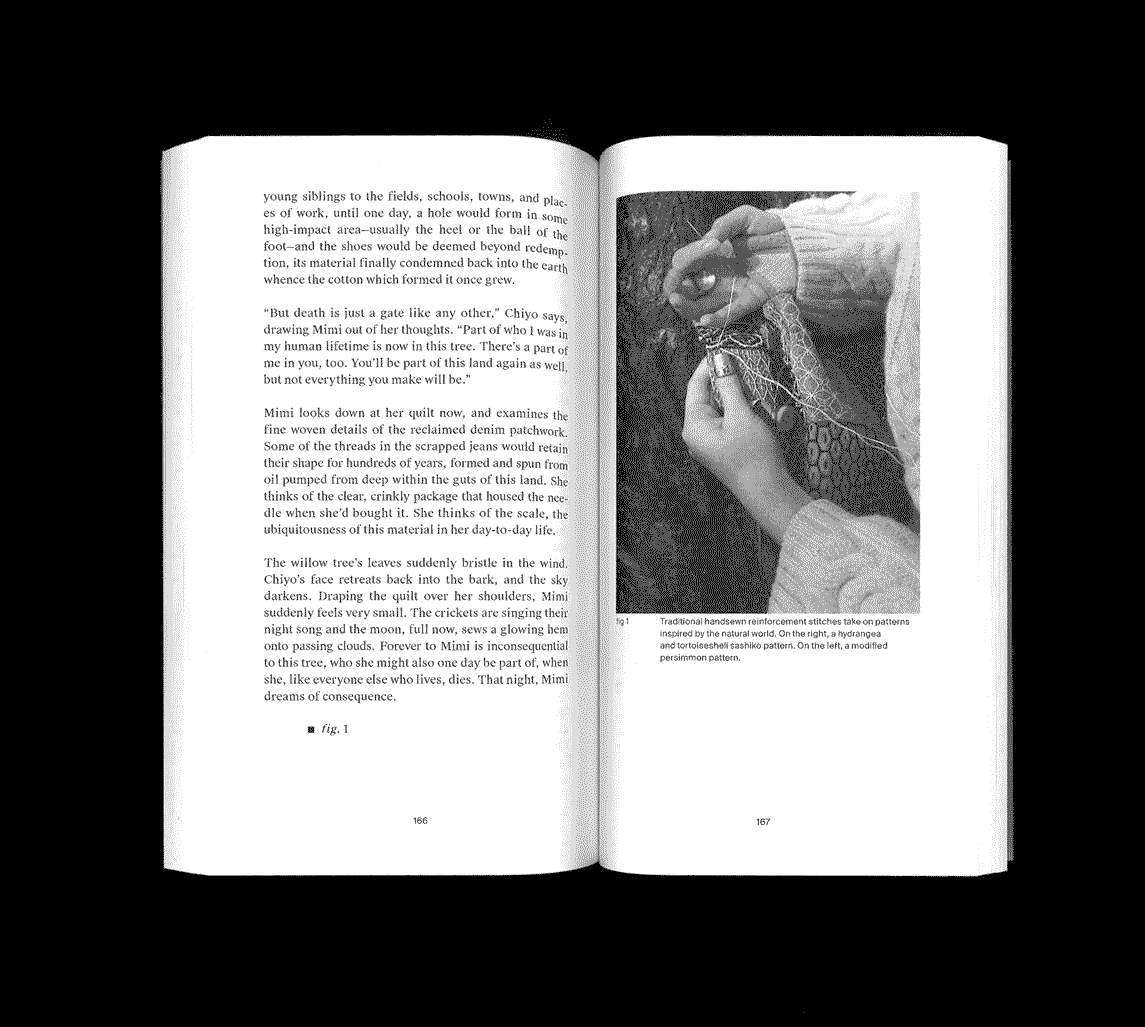 young siblings to the fields, schools, towns, and plac-
es of work, until one day, a hole would form in some
high-impact area—usually the heel or the ball of the
foot—and the shoes would be deemed beyond redemp-
tion, its material finally condemned back into the earth
whence the cotton which formed it once grew.
“But death is just a gate like any other,” Chiyo says,
drawing Mimi out of her thoughts. “Part of who I was in
my human lifetime is now in this tree. There’s a part of
me in you, too. You’ll be part of this land again as well,
but not everything you make will be.”
Mimi looks down at her quilt now, and examines the
fine woven details of the reclaimed denim patchwork.
Some of the threads in the scrapped jeans would retain
their shape for hundreds of years, formed and spun from
oil pumped from deep within the guts of this land. She
thinks of the clear, crinkly package that housed the nee-
dle when she’d bought it. She thinks of the scale, the
ubiquitousness of this material in her day-to-day life.
The willow tree’s leaves suddenly bristle in the wind.
Chiyo’s face retreats back into the bark, and the sky
darkens. Draping the quilt over her shoulders, Mimi
suddenly feels very small. The crickets are singing their
night song and the moon, full now, sews a glowing hem
onto passing clouds. Forever to Mimi is inconsequential
to this tree, who she might also one day be part of, when
she, like everyone else who lives, dies. That night, Mimi
dreams of consequence.
■ fig. 1
166
fig 1
Traditional handsewn reinforcement stitches take on patterns
inspired by the natural world. On the right, a hydrangea
and tortoiseshell sashiko pattern. On the left, a modified
persimmon pattern.
167